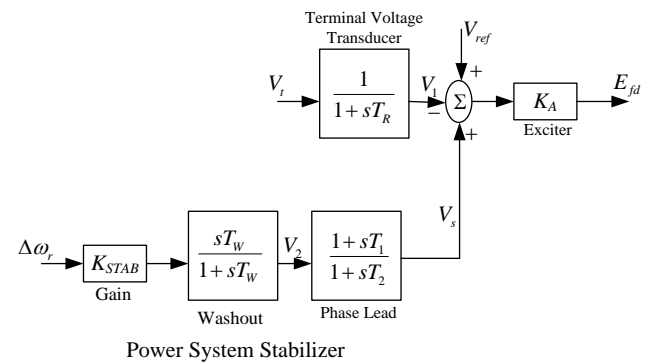 Terminal Voltage
Transducer
V_t
1
1 + sT_R
V_1
V_ref
+
−
+
Σ
K_A
E_fd
Exciter
V_s
Δω_r
K_STAB
Gain
sT_W
1 + sT_W
Washout
V_2
1 + sT_1
1 + sT_2
Phase Lead
Power System Stabilizer